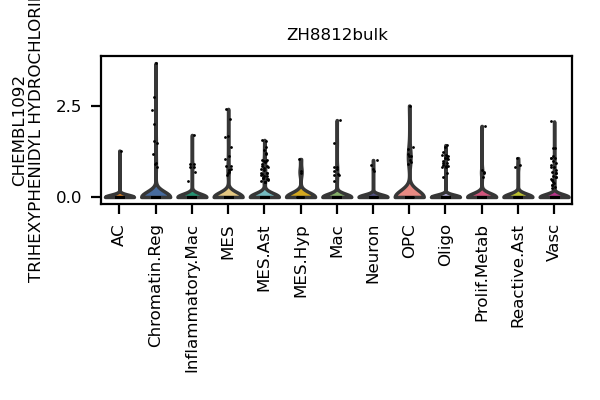 ZH8812bulk
CHEMBL1092
TRIHEXYPHENIDYL
2.5
0.0
AC
Chromatin.Reg
Inflammatory.Mac
MES
MES.Ast
MES.Hyp
Mac
Neuron
OPC
Oligo
Prolif.Metab
Reactive.Ast
Vasc